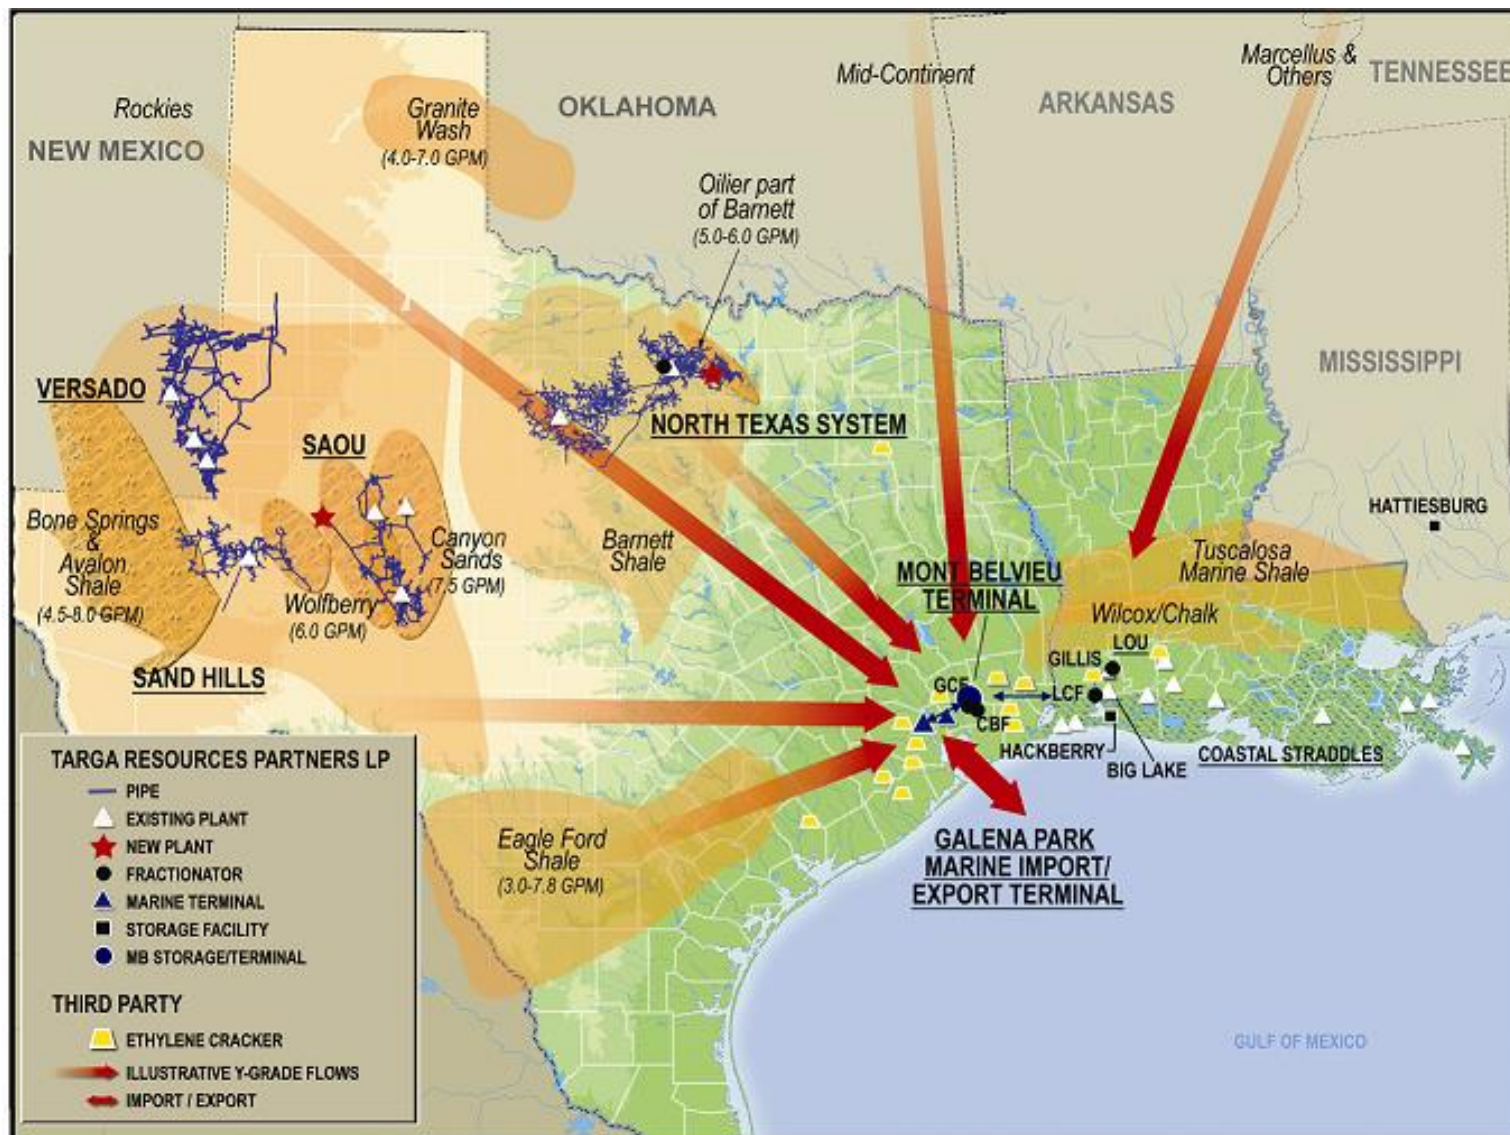 Rockies
NEW MEXICO
Granite
Wash
(4.0-7.0 GPM)
OKLAHOMA
Mid-Continent
ARKANSAS
Marcellus &
Others
TENNESSEE
Oilier part
of Barnett
(5.0-6.0 GPM)
MISSISSIPPI
VERSADO
SAOU
NORTH TEXAS SYSTEM
HATTIESBURG
Bone Springs
&
Avalon
Shale
(4.5-8.0 GPM)
Canyon
Sands
(7.5 GPM)
Wolfberry
(6.0 GPM)
Barnett
Shale
Tuscalosa
Marine Shale
MONT BELVIEU
TERMINAL
Wilcox/Chalk
LOU
GILLIS
SAND HILLS
GCF
LCF
CBF
HACKBERRY
BIG LAKE
COASTAL STRADDLES
Eagle Ford
Shale
(3.0-7.8 GPM)
GALENA PARK
MARINE IMPORT/
EXPORT TERMINAL
GULF OF MEXICO
TARGA RESOURCES PARTNERS LP
PIPE
EXISTING PLANT
NEW PLANT
FRACTIONATOR
MARINE TERMINAL
STORAGE FACILITY
MB STORAGE/TERMINAL
THIRD PARTY
ETHYLENE CRACKER
ILLUSTRATIVE Y-GRADE FLOWS
IMPORT / EXPORT